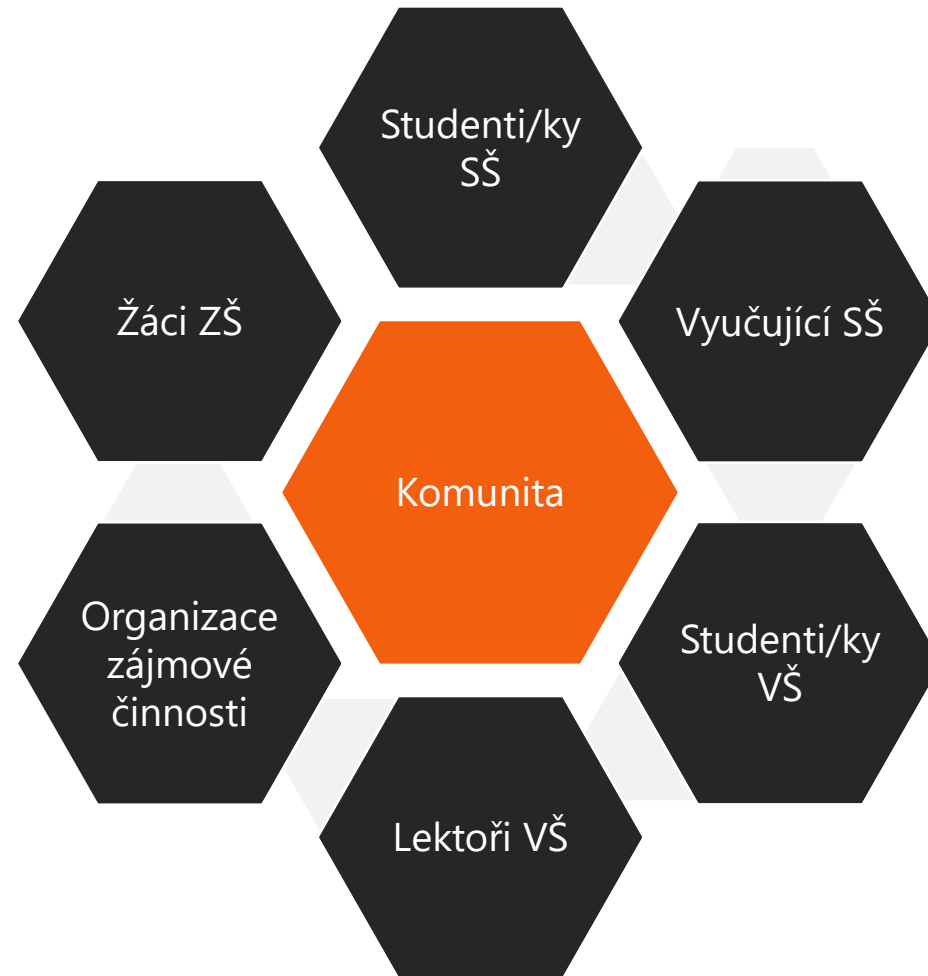 Studenti/ky
SŠ
Žáci ZŠ
Vyučující SŠ
Komunita
Organizace
zájmové
činnosti
Studenti/ky
VŠ
Lektoři VŠ